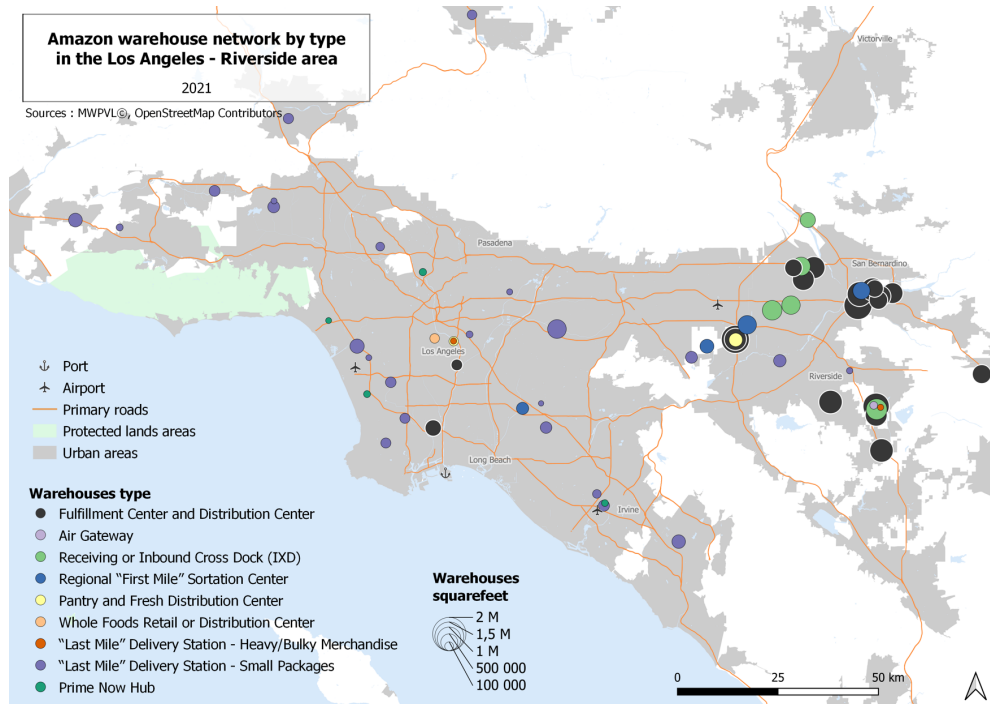 Amazon warehouse network by type
in the Los Angeles - Riverside area
2021
Sources : MWPVL©, OpenStreetMap Contributors
Victorville
Pasadena
San Bernardino
Los Angeles
Riverside
Long Beach
Irvine
Port
Airport
Primary roads
Protected lands areas
Urban areas
Warehouses type
Fulfillment Center and Distribution Center
Air Gateway
Receiving or Inbound Cross Dock (IXD)
Regional “First Mile” Sortation Center
Pantry and Fresh Distribution Center
Whole Foods Retail or Distribution Center
“Last Mile” Delivery Station - Heavy/Bulky Merchandise
“Last Mile” Delivery Station - Small Packages
Prime Now Hub
Warehouses
squarefeet
2 M
1,5 M
1 M
500 000
100 000
0 25 50 km